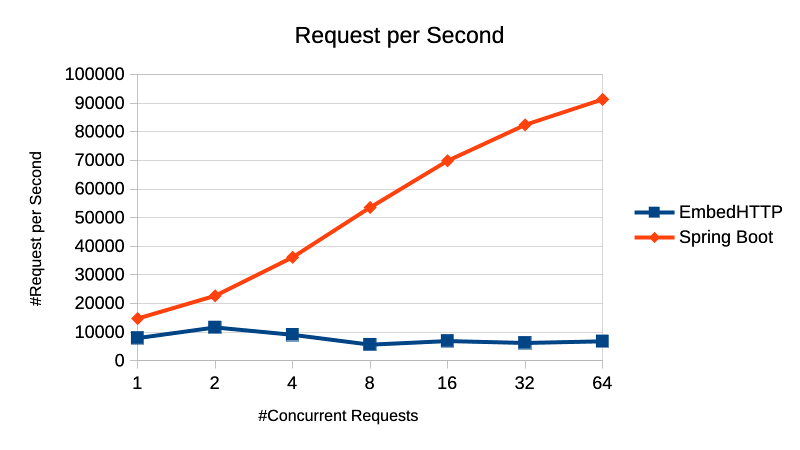 Request per Second
100000
90000
80000
70000
60000
50000
40000
30000
20000
10000
0
#Request per Second
1 2 4 8 16 32 64
#Concurrent Requests
EmbedHTTP
Spring Boot